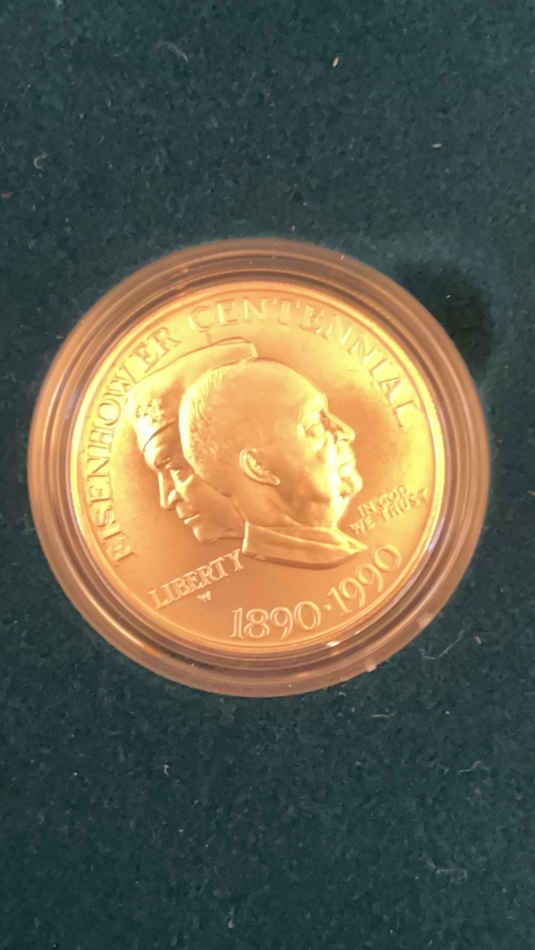 EISENHOWER CENTENNIAL
IN GOD
WE TRUST
LIBERTY
W
1890·1990